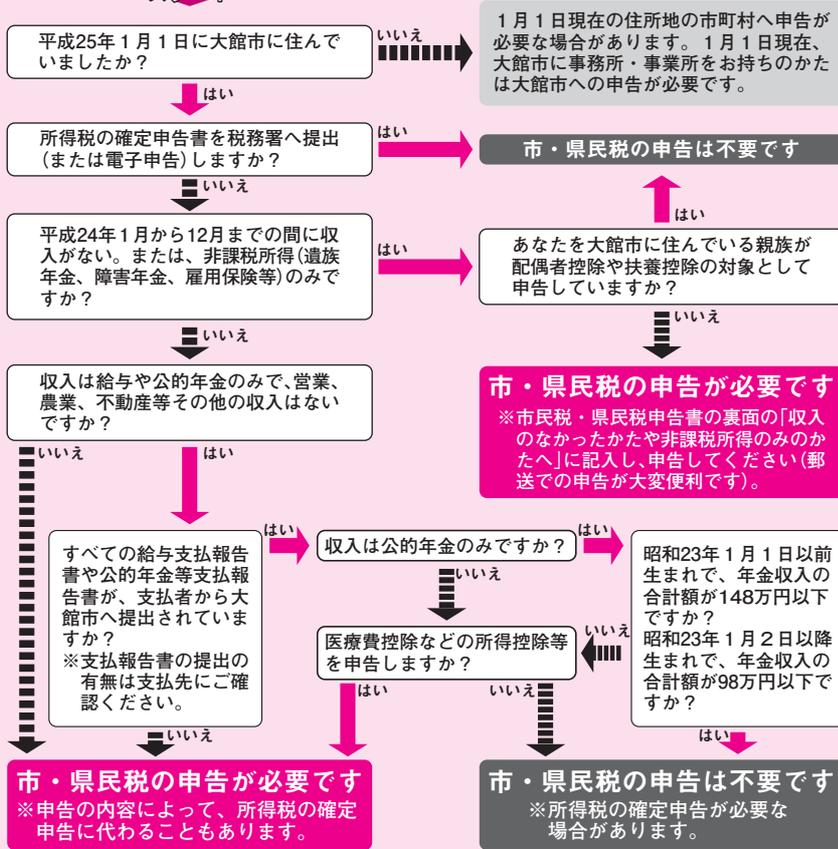 平成25年１月１日に大館市に住んで
いましたか？
いいえ
１月１日現在の住所地の市町村へ申告が
必要な場合があります。１月１日現在、
大館市に事務所・事業所をお持ちのかた
は大館市への申告が必要です。
はい
所得税の確定申告書を税務署へ提出
（または電子申告）しますか？
はい
市・県民税の申告は不要です
いいえ
はい
平成24年１月から12月までの間に収
入がない。または、非課税所得（遺族
年金、障害年金、雇用保険等）のみで
すか？
はい
あなたを大館市に住んでいる親族が
配偶者控除や扶養控除の対象として
申告していますか？
いいえ
いいえ
収入は給与や公的年金のみで、営業、
農業、不動産等その他の収入はない
ですか？
市・県民税の申告が必要です
※市民税・県民税申告書の裏面の「収入
のなかったかたや非課税所得のみのか
たへ」に記入し、申告してください（郵
送での申告が大変便利です）。
いいえ
はい
すべての給与支払報告
書や公的年金等支払報
告書が、支払者から大
館市へ提出されていま
すか？
※支払報告書の提出の
有無は支払先にご確
認ください。
はい
収入は公的年金のみですか？
はい
昭和23年１月１日以前
生まれで、年金収入の
合計額が148万円以下
ですか？
昭和23年１月２日以降
生まれで、年金収入の
合計額が98万円以下で
すか？
いいえ
医療費控除などの所得控除等
を申告しますか？
いいえ
はい
いいえ
いいえ
はい
市・県民税の申告が必要です
※申告の内容によって、所得税の確定
申告に代わることもあります。
市・県民税の申告は不要です
※所得税の確定申告が必要な
場合があります。